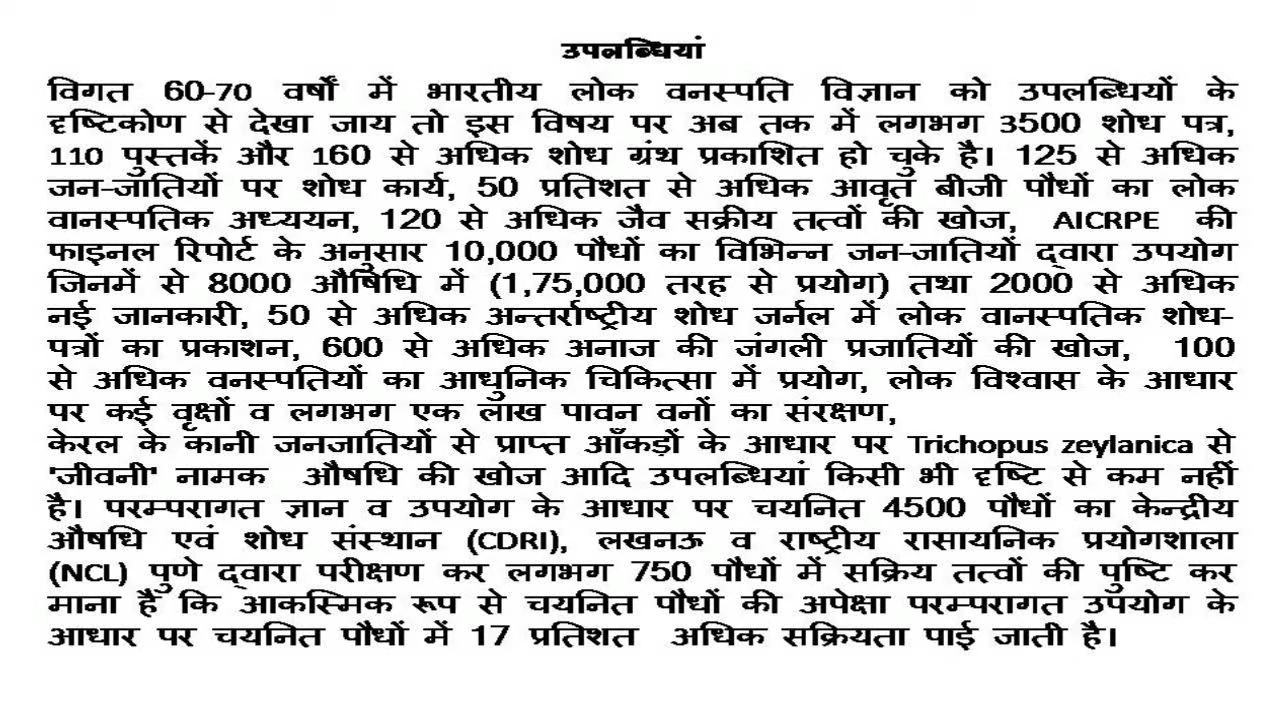 उपलब्धियां
विगत 60-70 वर्षों में भारतीय लोक वनस्पति विज्ञान को उपलब्धियों के
दृष्टिकोण से देखा जाय तो इस विषय पर अब तक में लगभग 3500 शोध पत्र,
110 पुस्तकें और 160 से अधिक शोध ग्रंथ प्रकाशित हो चुके है। 125 से अधिक
जन-जातियों पर शोध कार्य, 50 प्रतिशत से अधिक आवृत बीजी पौधों का लोक
वानस्पतिक अध्ययन, 120 से अधिक जैव सक्रीय तत्वों की खोज, AICRPE की
फाइनल रिपोर्ट के अनुसार 10,000 पौधों का विभिन्न जन-जातियों द्वारा उपयोग
जिनमें से 8000 औषिधि में (1,75,000 तरह से प्रयोग) तथा 2000 से अधिक
नई जानकारी, 50 से अधिक अन्तर्राष्ट्रीय शोध जर्नल में लोक वानस्पतिक शोध-
पत्रों का प्रकाशन, 600 से अधिक अनाज की जंगली प्रजातियों की खोज, 100
से अधिक वनस्पतियों का आधुनिक चिकित्सा में प्रयोग, लोक विश्वास के आधार
पर कई वृक्षों व लगभग एक लाख पावन वनों का संरक्षण,
केरल के कानी जनजातियों से प्राप्त आँकड़ों के आधार पर Trichopus zeylanica से
'जीवनी' नामक औषधि की खोज आदि उपलब्धियां किसी भी दृष्टि से कम नहीं
है। परम्परागत ज्ञान व उपयोग के आधार पर चयनित 4500 पौधों का केन्द्रीय
औषधि एवं शोध संस्थान (CDRI), लखनऊ व राष्ट्रीय रासायनिक प्रयोगशाला
(NCL) पुणे द्वारा परीक्षण कर लगभग 750 पौधों में सक्रिय तत्वों की पुष्टि कर
माना है कि आकस्मिक रूप से चयनित पौधों की अपेक्षा परम्परागत उपयोग के
आधार पर चयनित पौधों में 17 प्रतिशत अधिक सक्रियता पाई जाती है।